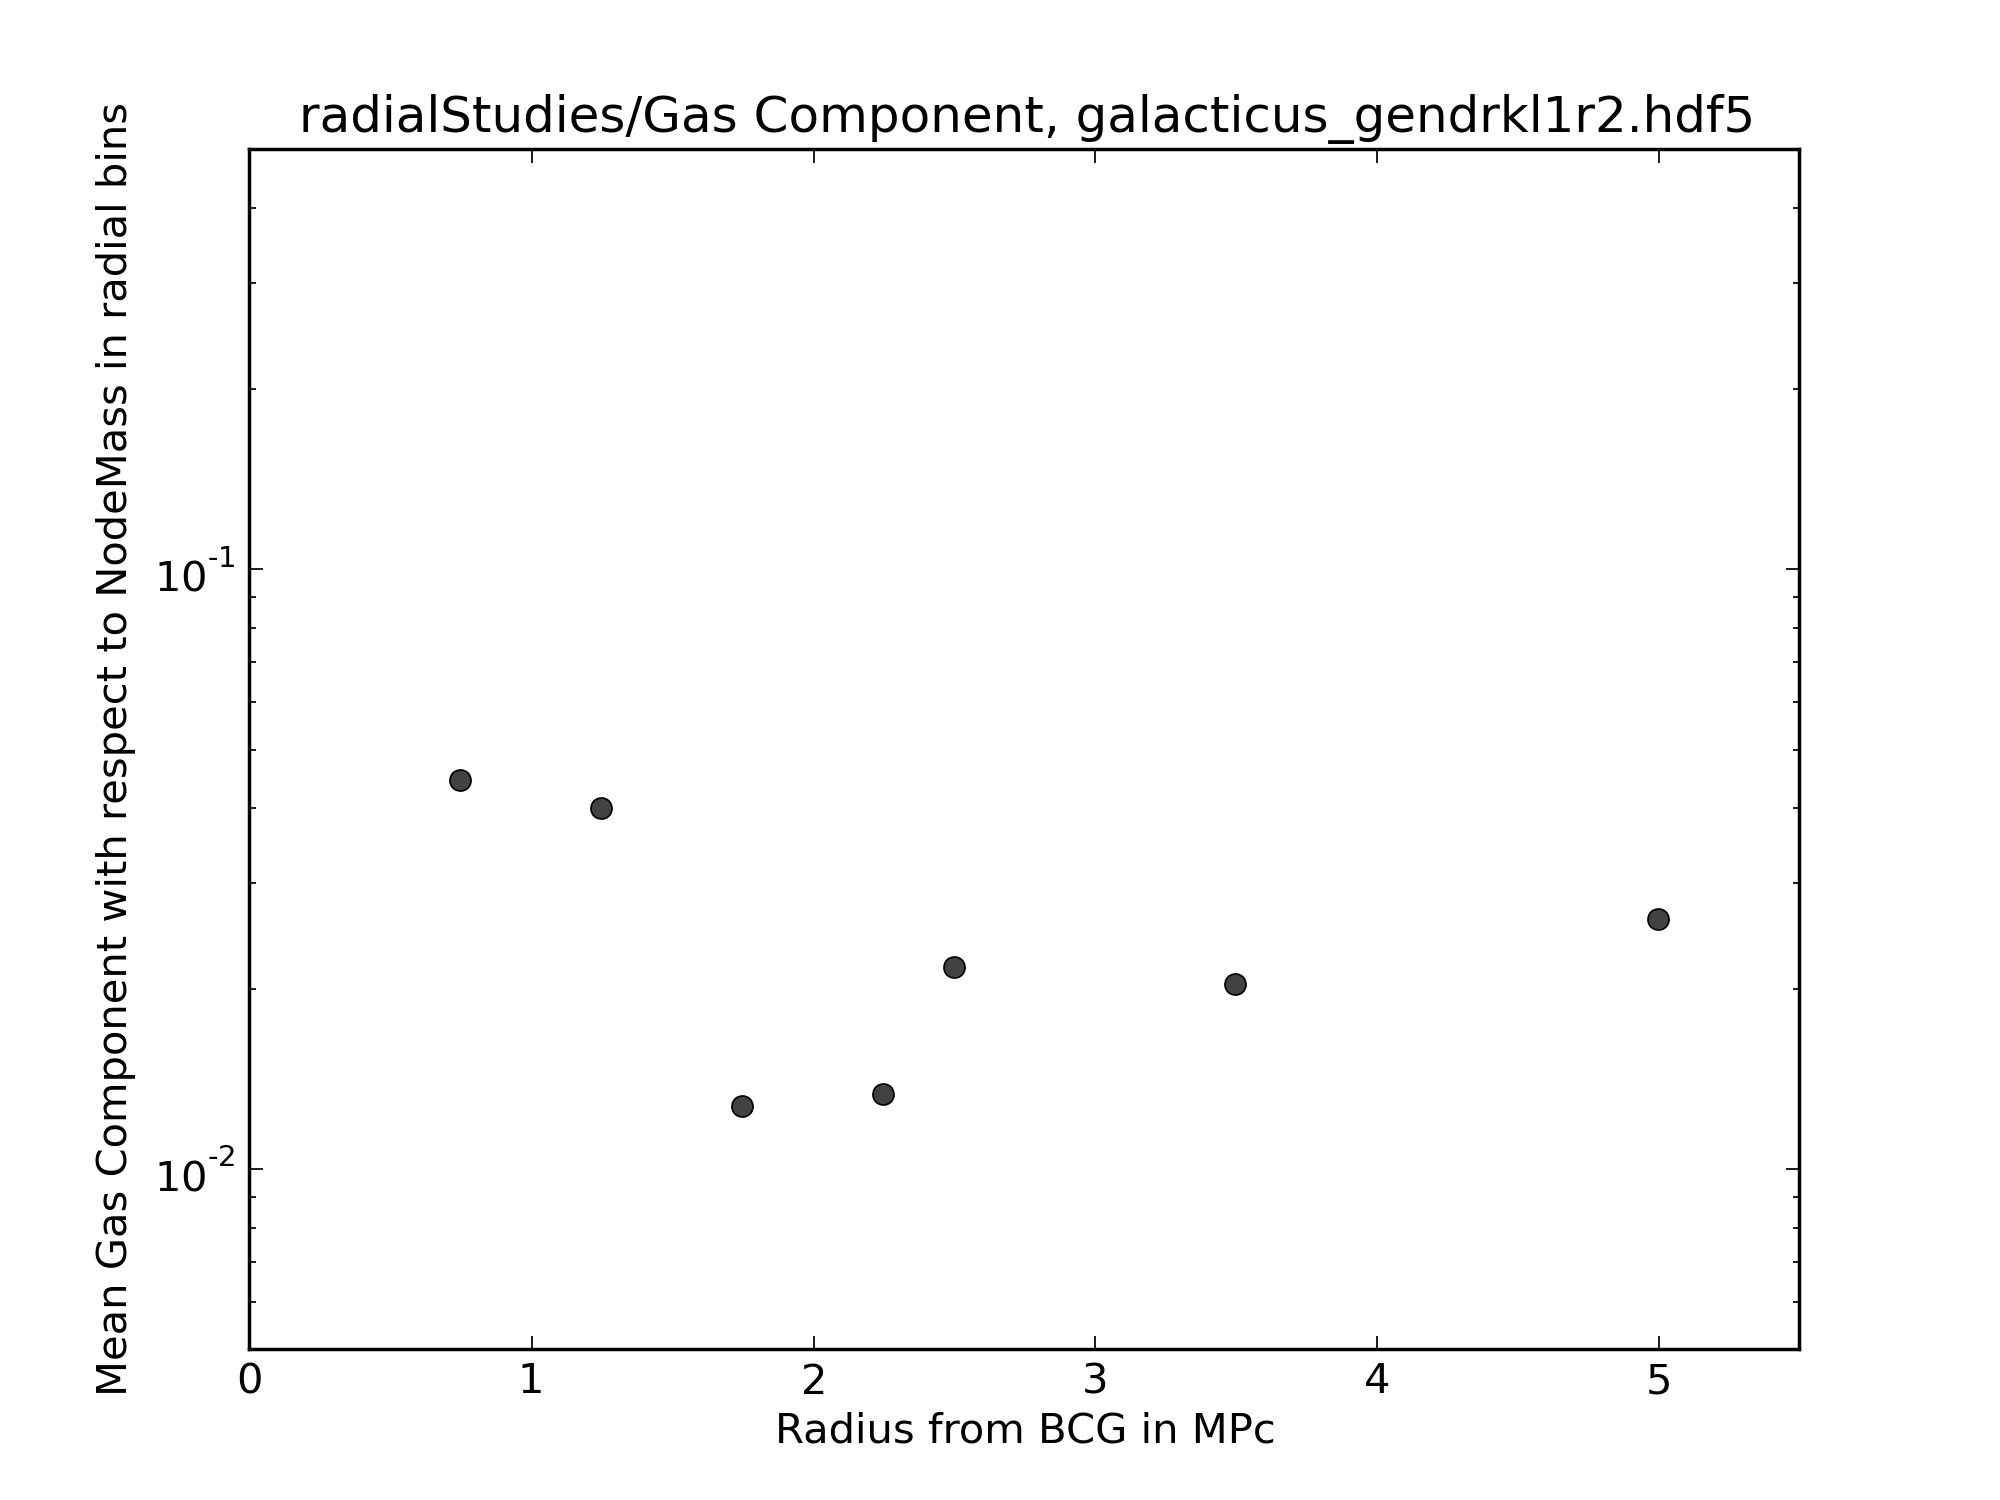 radialStudies/Gas Component, galacticus_gendrkl1r2.hdf5
Mean Gas Component with respect to NodeMass in radial bins
10^-1
10^-2
0 1 2 3 4 5
Radius from BCG in MPc